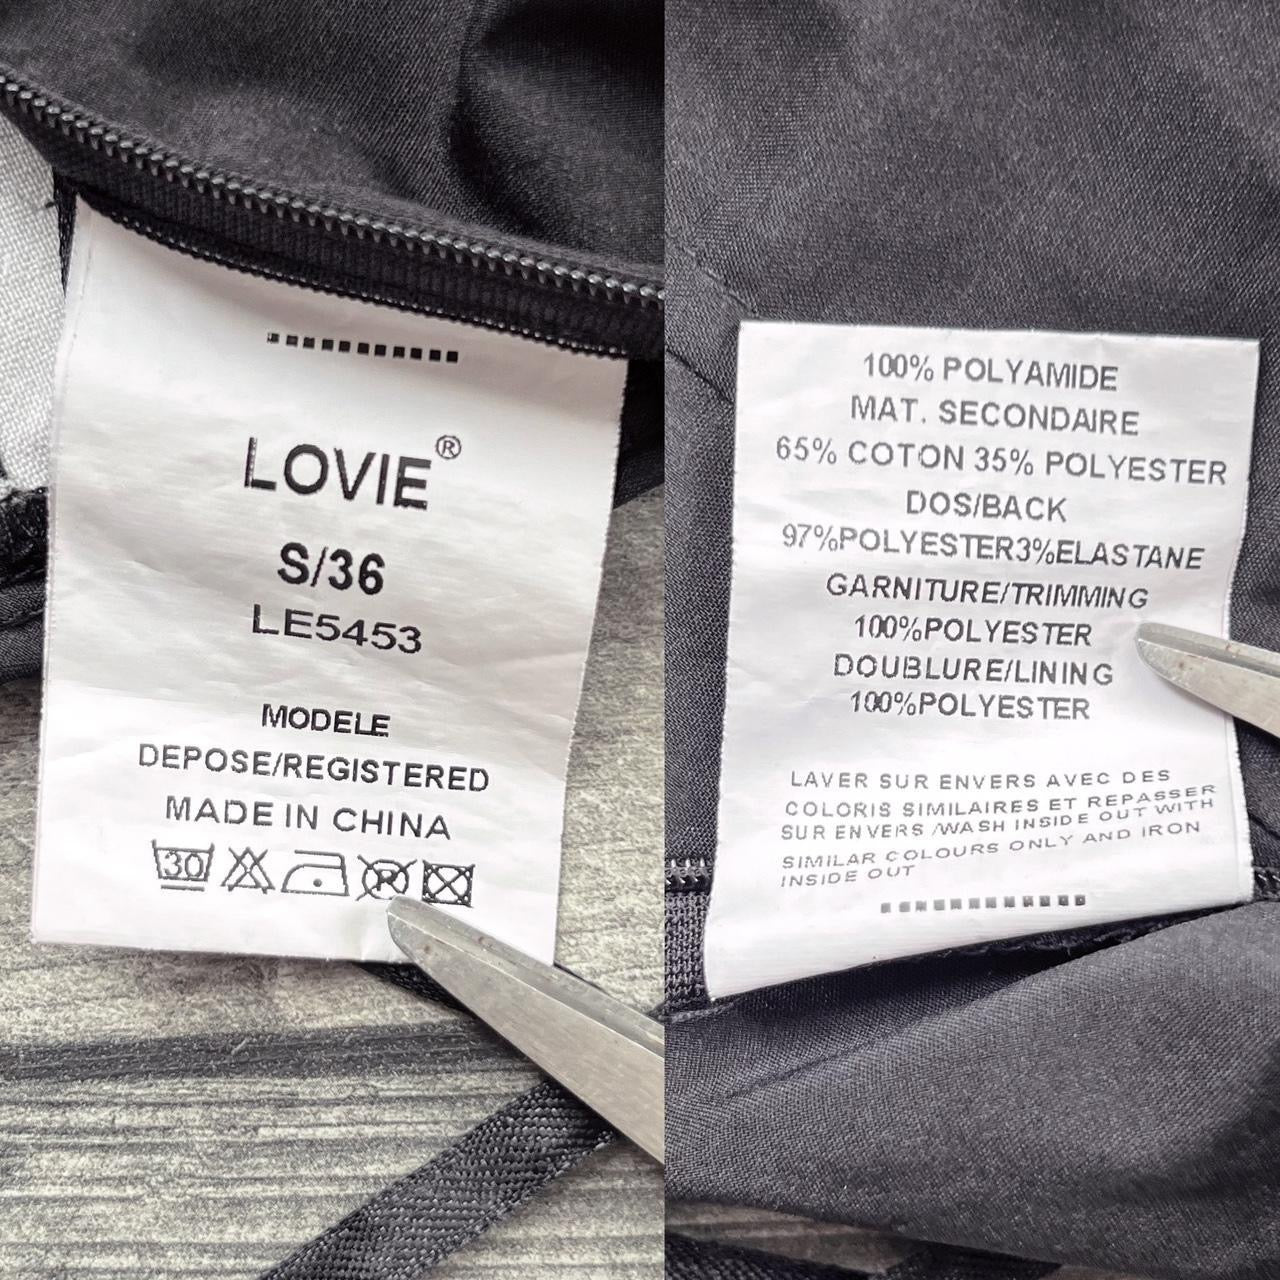 LOVIE®
S/36
LE5453
MODELE
DEPOSE/REGISTERED
MADE IN CHINA
30
R
100% POLYAMIDE
MAT. SECONDAIRE
65% COTON 35% POLYESTER
DOS/BACK
97%POLYESTER3%ELASTANE
GARNITURE/TRIMMING
100%POLYESTER
DOUBLURE/LINING
100%POLYESTER
LAVER SUR ENVERS AVEC DES
COLORIS SIMILAIRES ET REPASSER
SUR ENVERS /WASH INSIDE OUT WITH
SIMILAR COLOURS ONLY AND IRON
INSIDE OUT